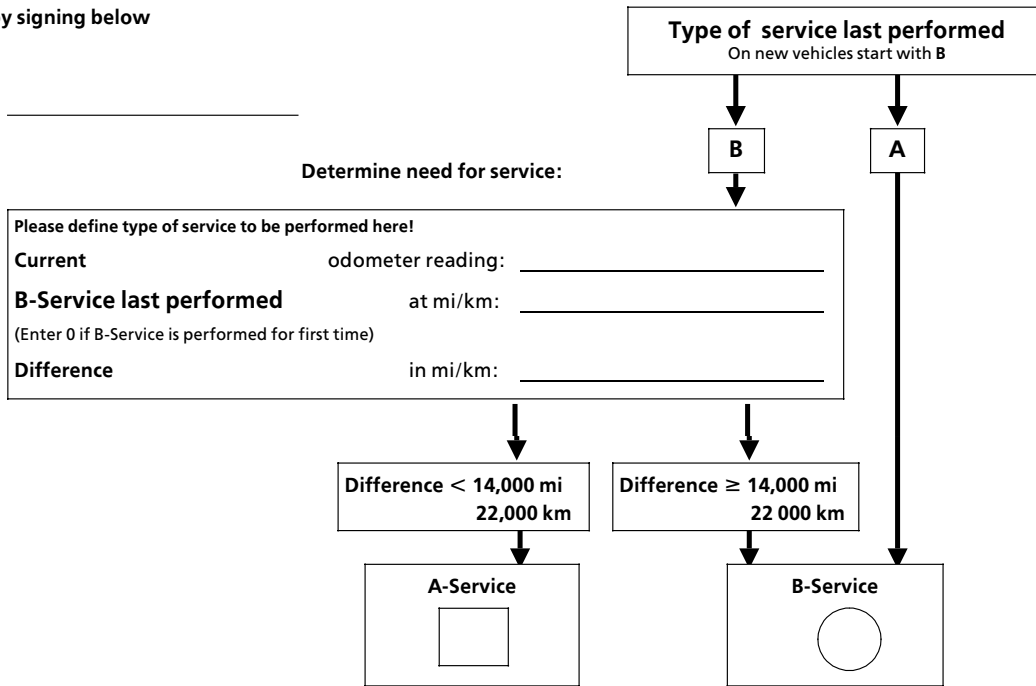 y signing below
Type of service last performed
On new vehicles start with B
B
A
Determine need for service:
Please define type of service to be performed here!
Current odometer reading:
B-Service last performed at mi/km:
(Enter 0 if B-Service is performed for first time)
Difference in mi/km:
Difference < 14,000 mi
22,000 km
Difference ≥ 14,000 mi
22 000 km
A-Service
B-Service